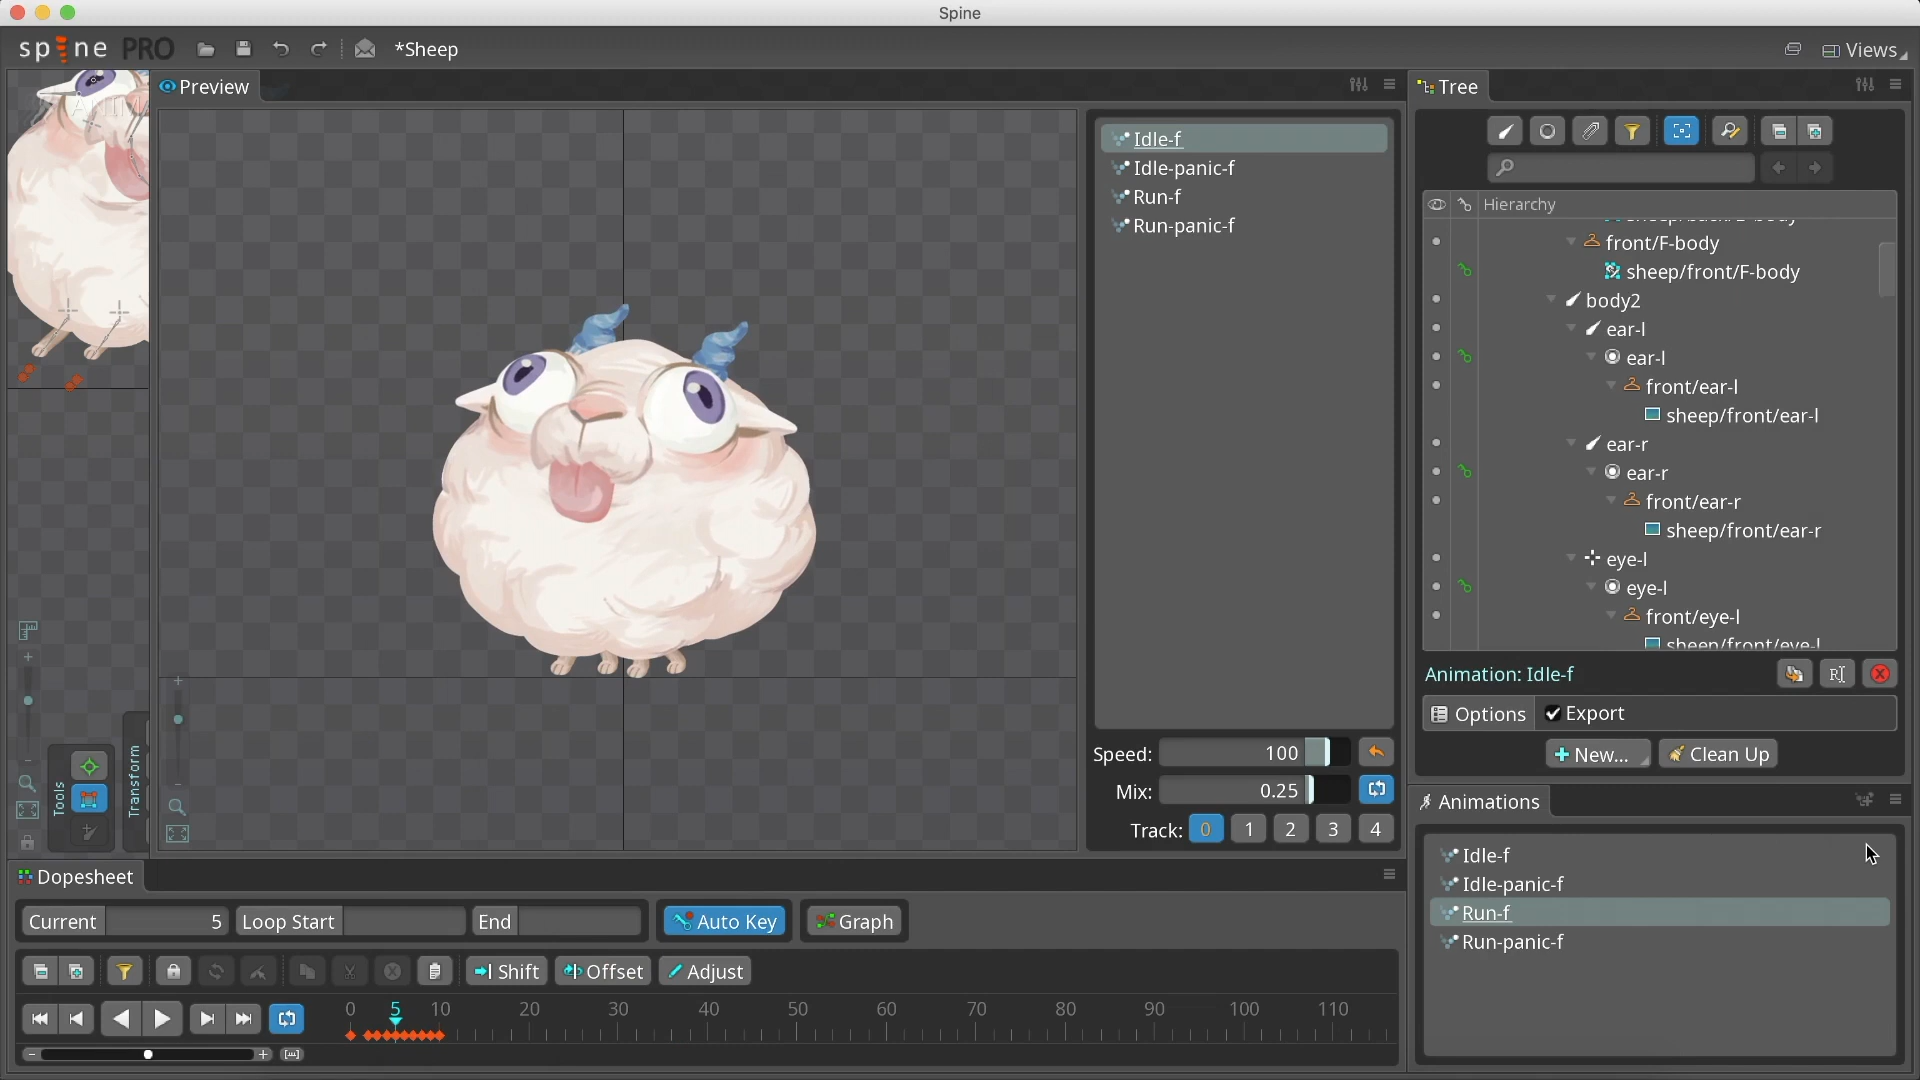 Spine
spine PRO
*Sheep
Views
ANIMA
Preview
Idle-f
Idle-panic-f
Run-f
Run-panic-f
Speed: 100
Mix: 0.25
Track: 0 1 2 3 4
Tools
Transform
Tree
Hierarchy
front/F-body
sheep/front/F-body
body2
ear-l
ear-l
front/ear-l
sheep/front/ear-l
ear-r
ear-r
front/ear-r
sheep/front/ear-r
eye-l
eye-l
front/eye-l
sheep/front/eye-l
Animation: Idle-f
Options
Export
New...
Clean Up
Animations
Idle-f
Idle-panic-f
Run-f
Run-panic-f
Dopesheet
Current 5 Loop Start End Auto Key Graph
Shift Offset Adjust
0 5 10 20 30 40 50 60 70 80 90 100 110